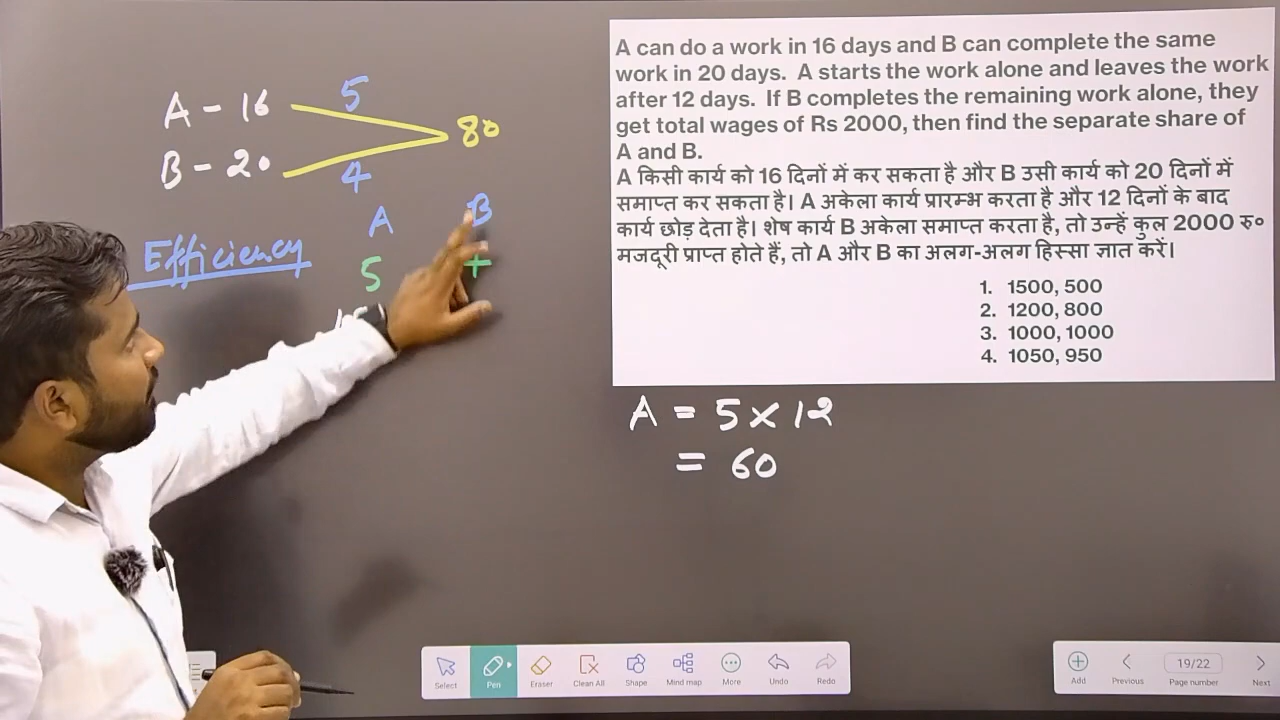 A - 16
5
80
B - 20
4
A
B
Efficiency
5
A can do a work in 16 days and B can complete the same
work in 20 days. A starts the work alone and leaves the work
after 12 days. If B completes the remaining work alone, they
get total wages of Rs 2000, then find the separate share of
A and B.
A किसी कार्य को 16 दिनों में कर सकता है और B उसी कार्य को 20 दिनों में
समाप्त कर सकता है। A अकेला कार्य प्रारम्भ करता है और 12 दिनों के बाद
कार्य छोड़ देता है। शेष कार्य B अकेला समाप्त करता है, तो उन्हें कुल 2000 रु०
मजदूरी प्राप्त होते हैं, तो A और B का अलग-अलग हिस्सा ज्ञात करें।
1. 1500, 500
2. 1200, 800
3. 1000, 1000
4. 1050, 950
A = 5 × 12
= 60
Select
Pen
Eraser
Clean All
Shape
Mind map
More
Undo
Redo
Add
Previous
19/22
Page number
Next